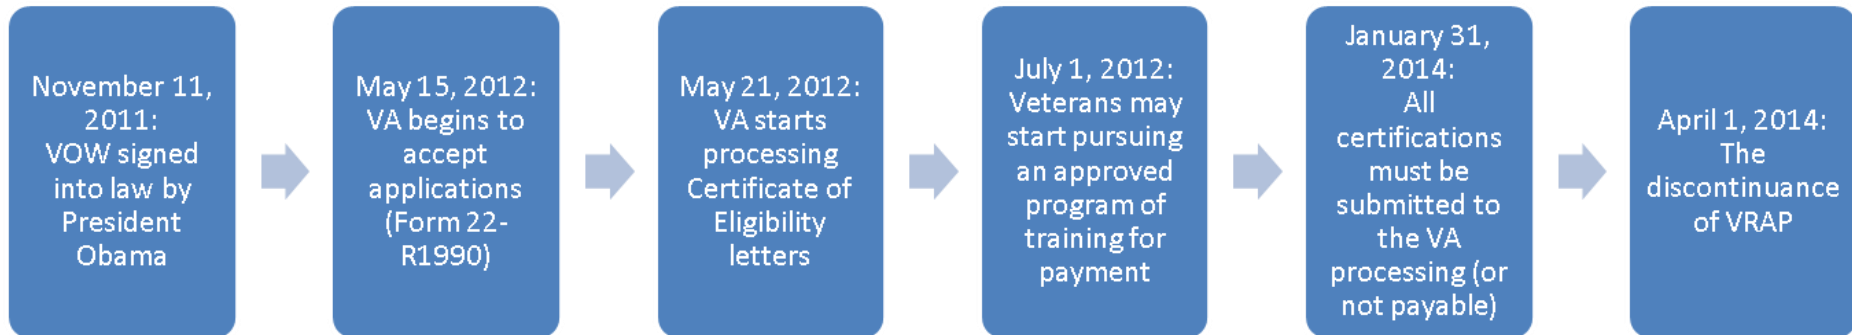 November 11,
2011:
VOW signed
into law by
President
Obama
May 15, 2012:
VA begins to
accept
applications
(Form 22-
R1990)
May 21, 2012:
VA starts
processing
Certificate of
Eligibility
letters
July 1, 2012:
Veterans may
start pursuing
an approved
program of
training for
payment
January 31,
2014:
All
certifications
must be
submitted to
the VA
processing (or
not payable)
April 1, 2014:
The
discontinuance
of VRAP